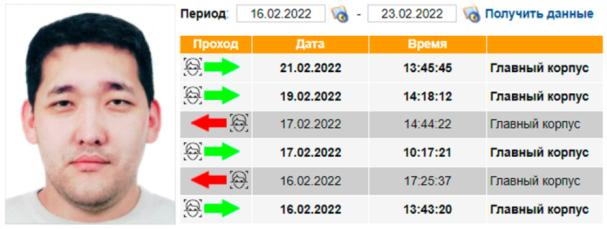 Период: 16.02.2022 - 23.02.2022 Получить данные
Проход Дата Время
21.02.2022 13:45:45 Главный корпус
19.02.2022 14:18:12 Главный корпус
17.02.2022 14:44:22 Главный корпус
17.02.2022 10:17:21 Главный корпус
16.02.2022 17:25:37 Главный корпус
16.02.2022 13:43:20 Главный корпус